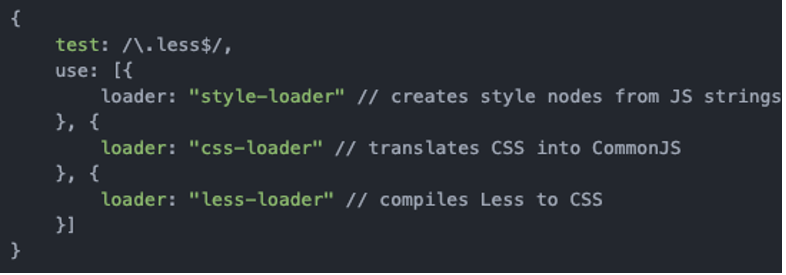 {
    test: /\.less$/,
    use: [{
        loader: "style-loader" // creates style nodes from JS strings
    }, {
        loader: "css-loader" // translates CSS into CommonJS
    }, {
        loader: "less-loader" // compiles Less to CSS
    }]
}